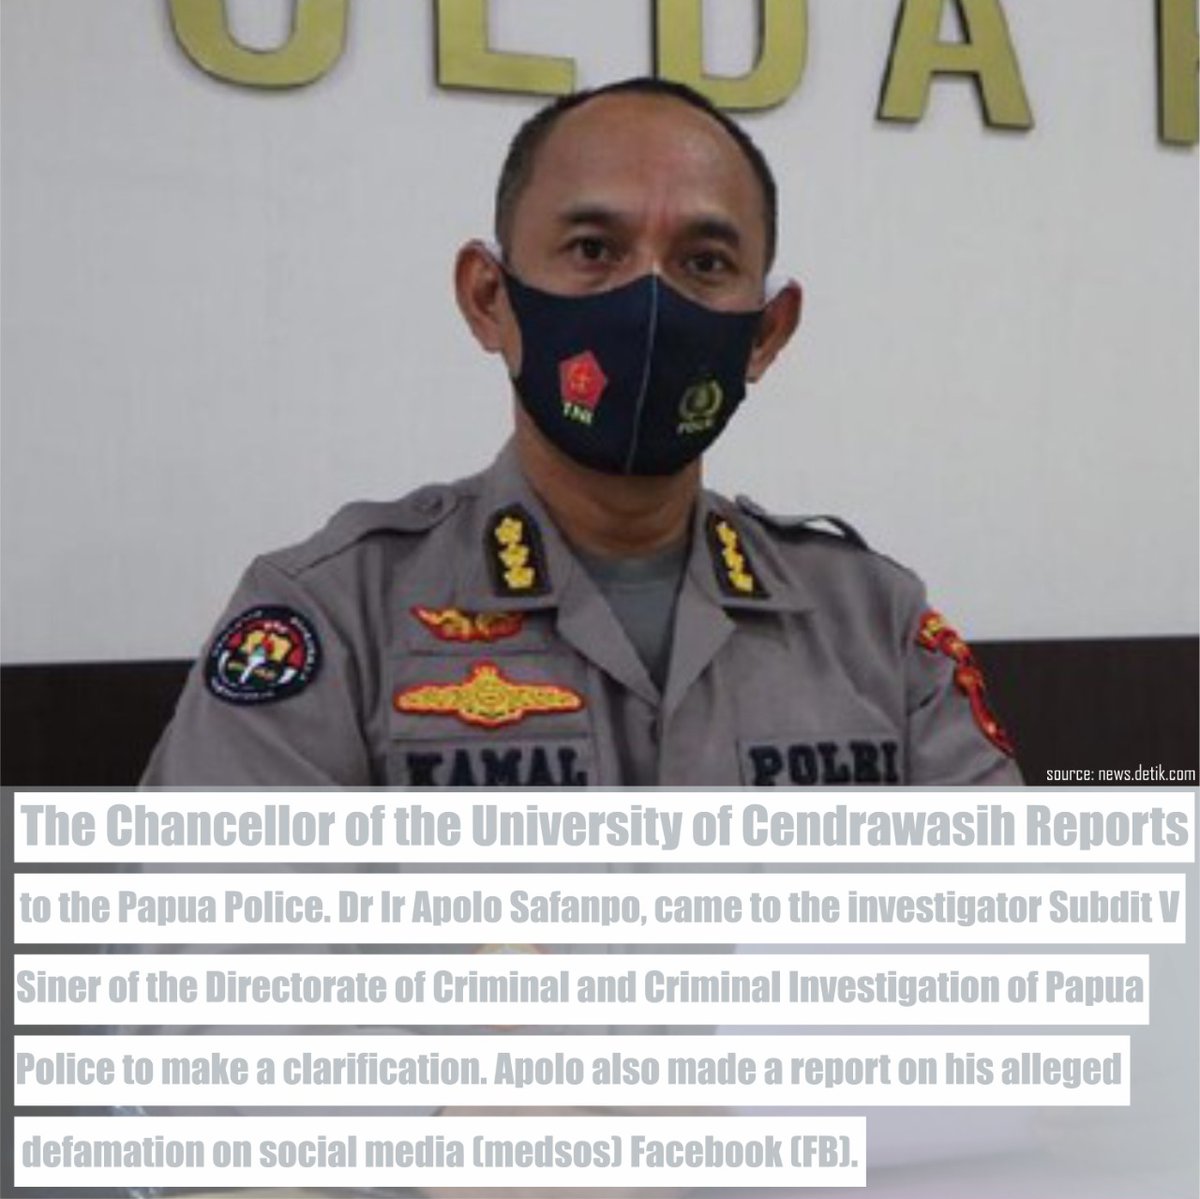 TNI
POLRI
KAMAL
POLRI
source: news.detik.com
The Chancellor of the University of Cendrawasih Reports
to the Papua Police. Dr Ir Apolo Safanpo, came to the investigator Subdit V
Siner of the Directorate of Criminal and Criminal Investigation of Papua
Police to make a clarification. Apolo also made a report on his alleged
defamation on social media (medsos) Facebook (FB).